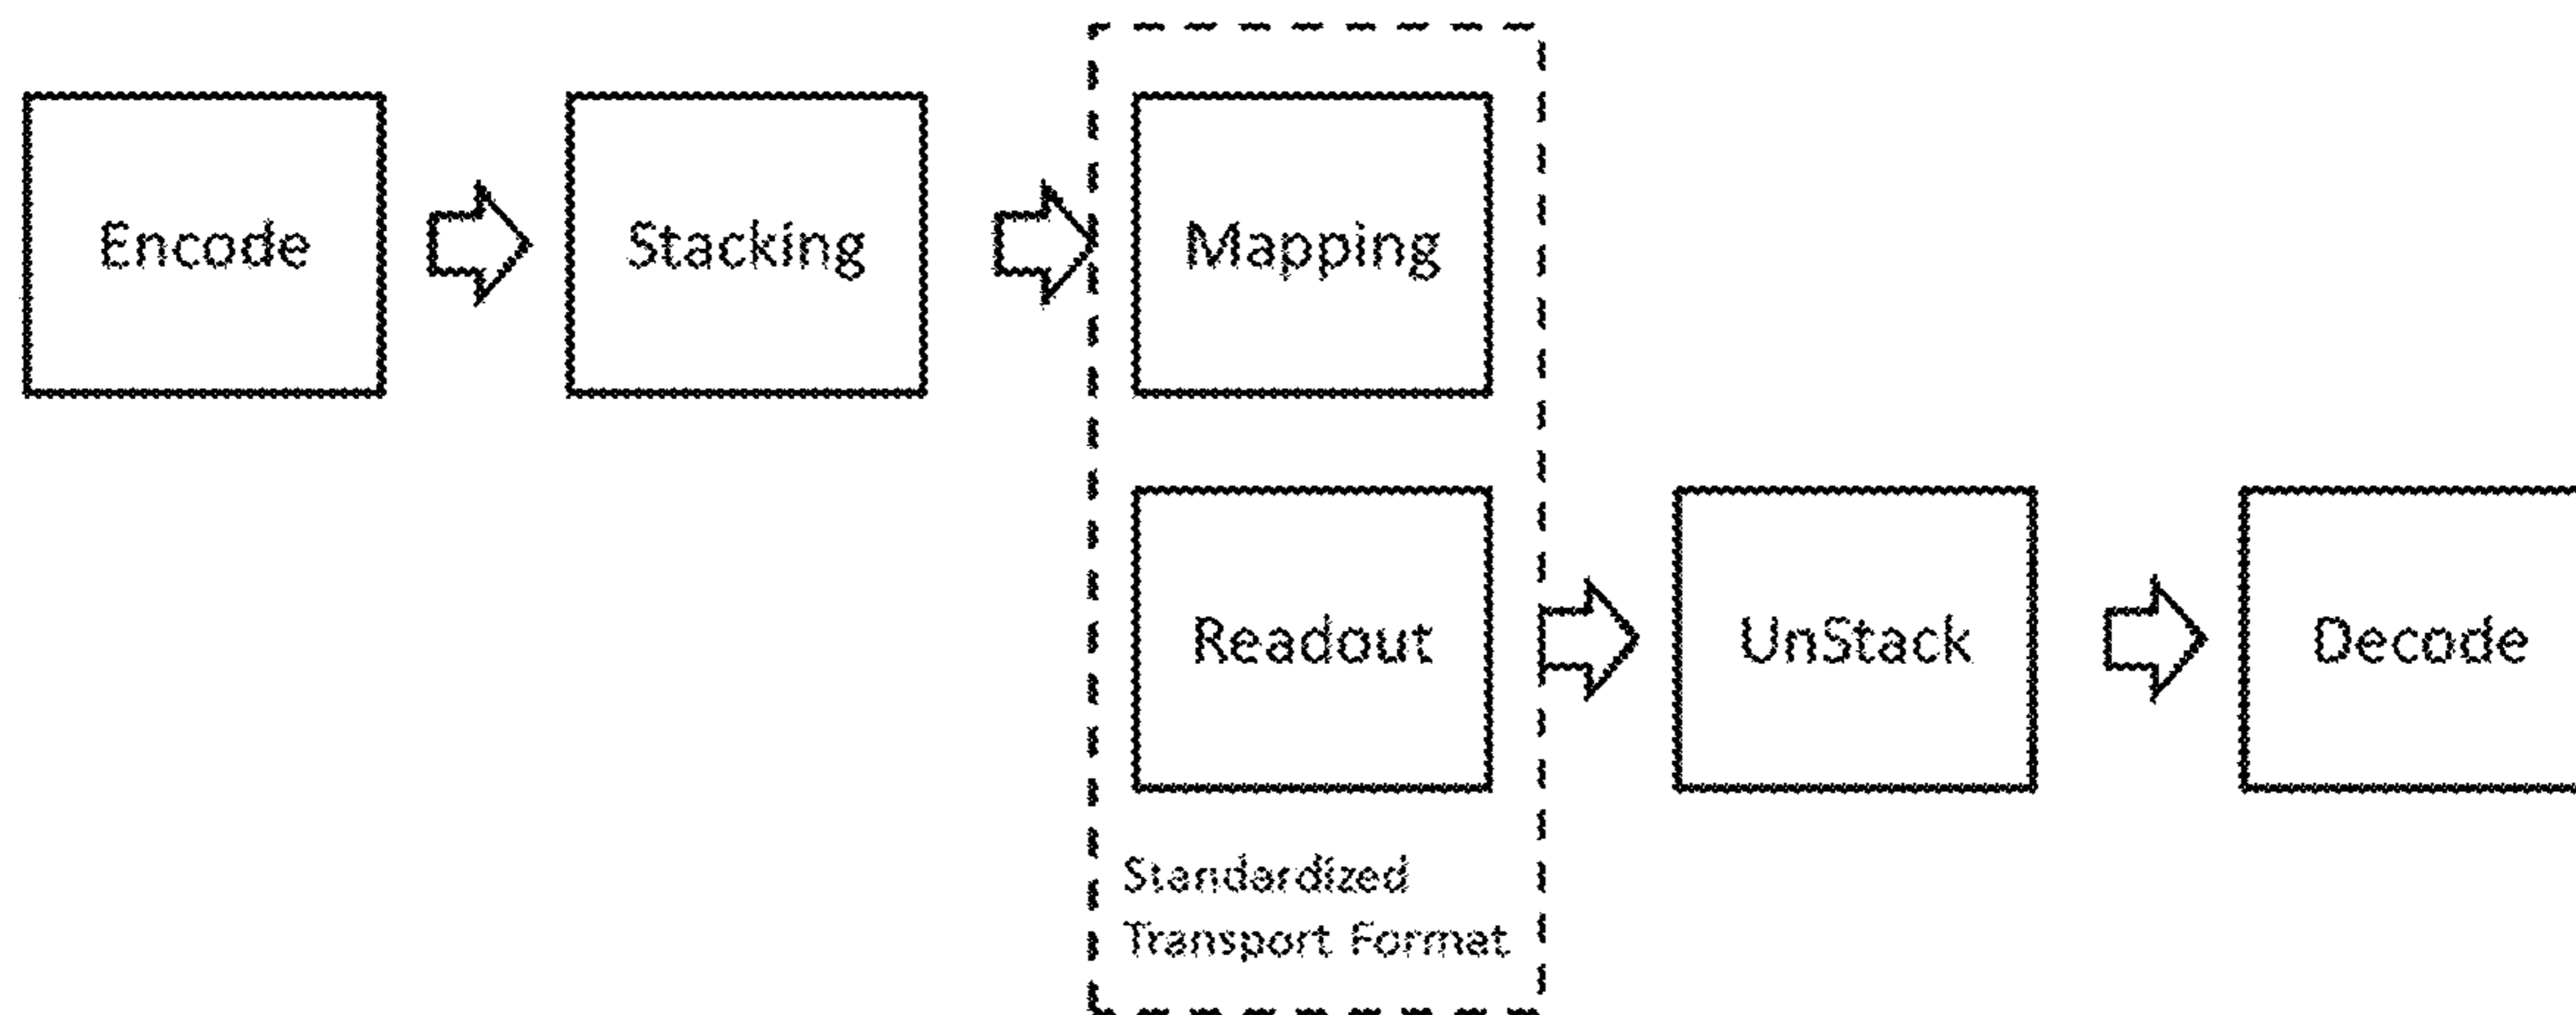 Encode
Stacking
Mapping
Readout
UnStack
Decode
Standardized
Transport Format